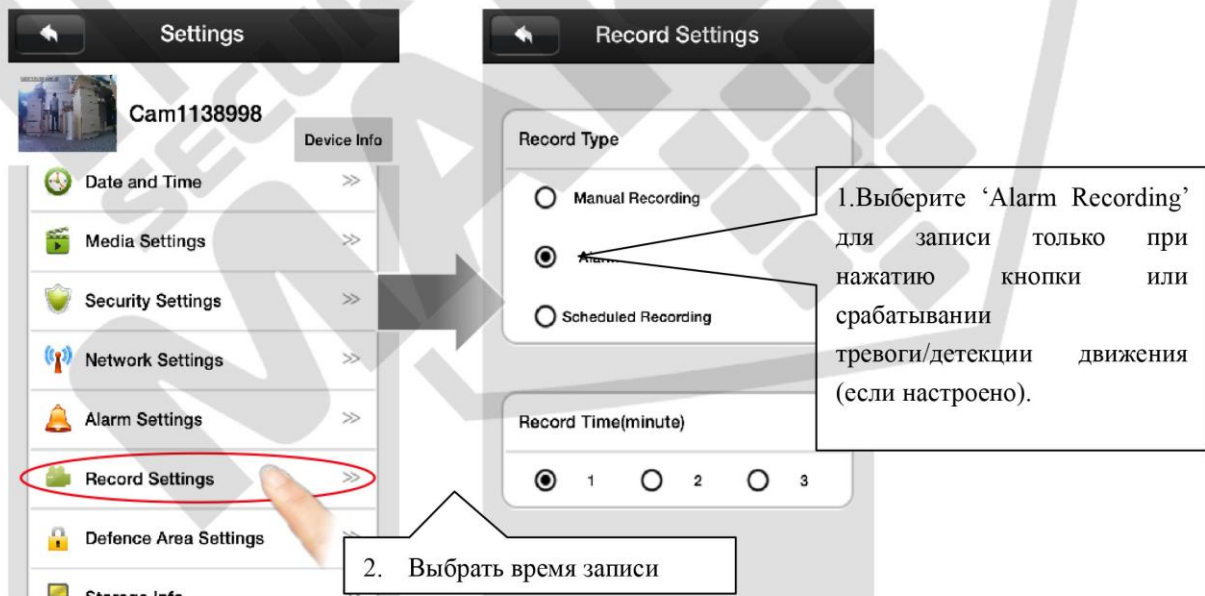 Settings
Cam1138998
Device Info
Date and Time
Media Settings
Security Settings
Network Settings
Alarm Settings
Record Settings
Defence Area Settings
Storage Info
Record Settings
Record Type
Manual Recording
Scheduled Recording
Record Time(minute)
1 2 3
1.Выберите ‘Alarm Recording’
для записи только при
нажатию кнопки или
срабатывании
тревоги/детекции движения
(если настроено).
2. Выбрать время записи